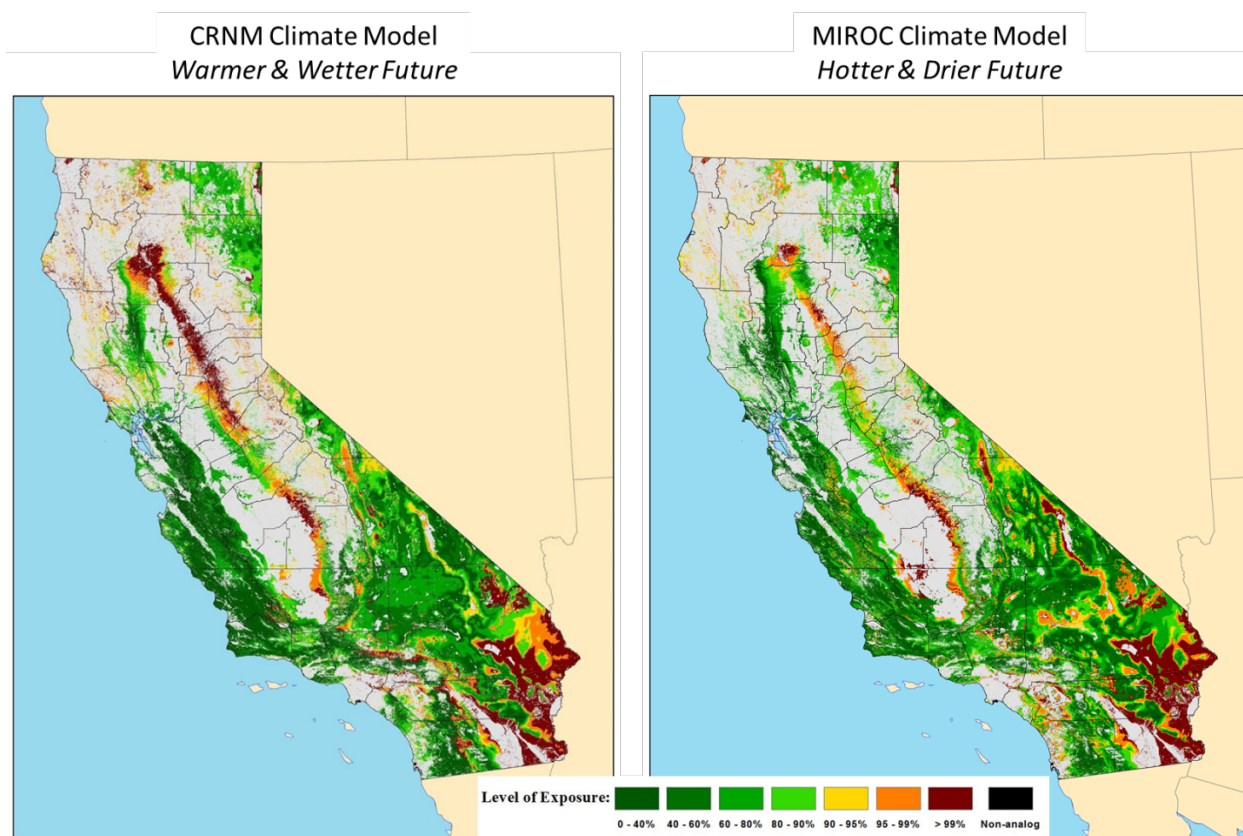 CRNM Climate Model
Warmer & Wetter Future
MIROC Climate Model
Hotter & Drier Future
Level of Exposure:
0 - 40% 40 - 60% 60 - 80% 80 - 90% 90 - 95% 95 - 99% > 99% Non-analog